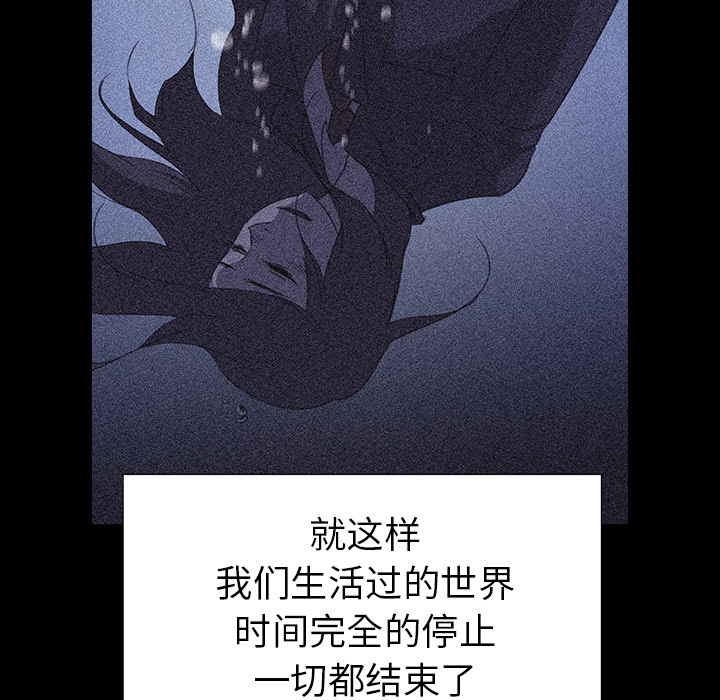 就这样
我们生活过的世界
时间完全的停止
一切都结束了